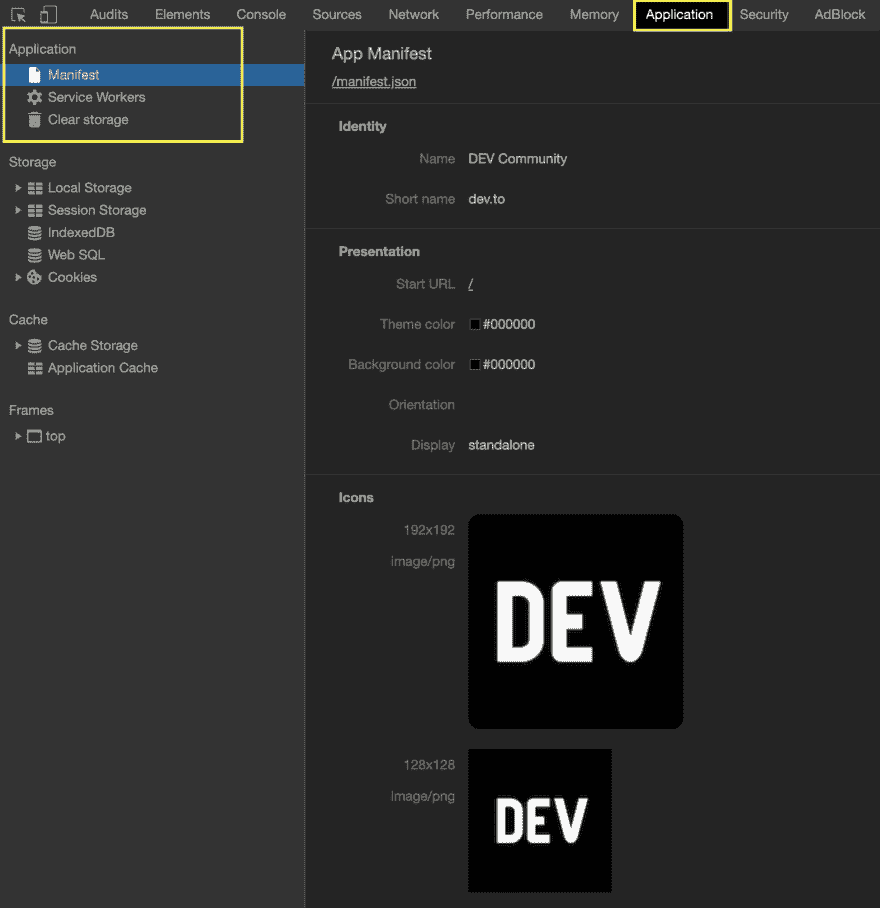 Audits Elements Console Sources Network Performance Memory Application Security AdBlock
Application
Manifest
Service Workers
Clear storage
Storage
Local Storage
Session Storage
IndexedDB
Web SQL
Cookies
Cache
Cache Storage
Application Cache
Frames
top
App Manifest
/manifest.json
Identity
Name DEV Community
Short name dev.to
Presentation
Start URL /
Theme color #000000
Background color #000000
Orientation
Display standalone
Icons
192x192
image/png
DEV
128x128
image/png
DEV